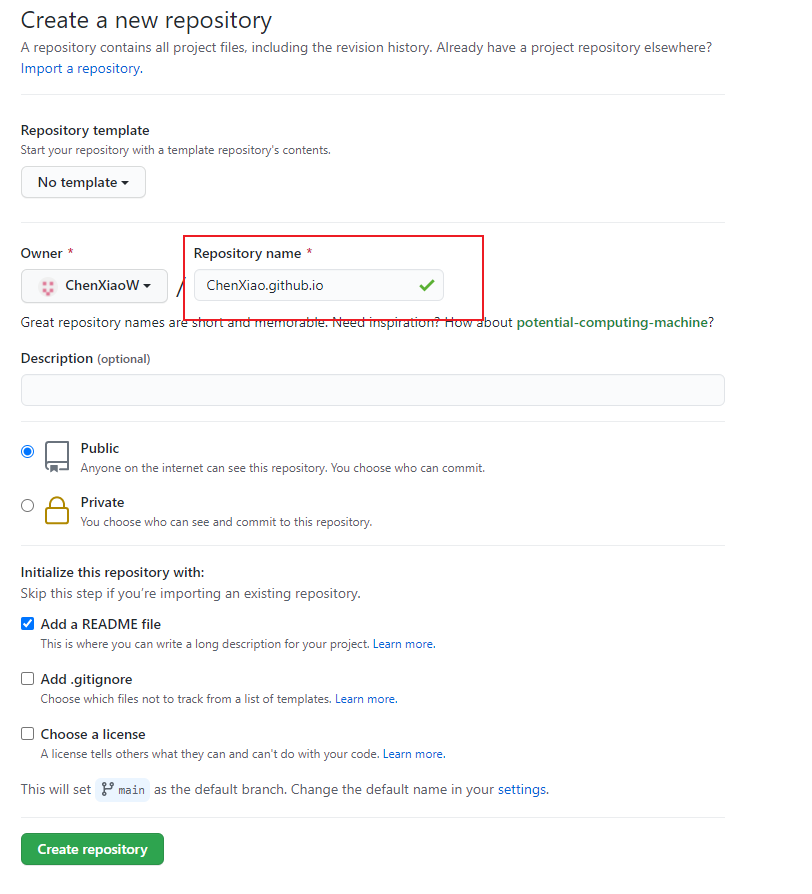 Create a new repository
A repository contains all project files, including the revision history. Already have a project repository elsewhere?
Import a repository.
Repository template
Start your repository with a template repository's contents.
No template
Owner *
Repository name *
ChenXiaoW
/
ChenXiao.github.io
Great repository names are short and memorable. Need inspiration? How about potential-computing-machine?
Description (optional)
Public
Anyone on the internet can see this repository. You choose who can commit.
Private
You choose who can see and commit to this repository.
Initialize this repository with:
Skip this step if you're importing an existing repository.
Add a README file
This is where you can write a long description for your project. Learn more.
Add .gitignore
Choose which files not to track from a list of templates. Learn more.
Choose a license
A license tells others what they can and can't do with your code. Learn more.
This will set main as the default branch. Change the default name in your settings.
Create repository